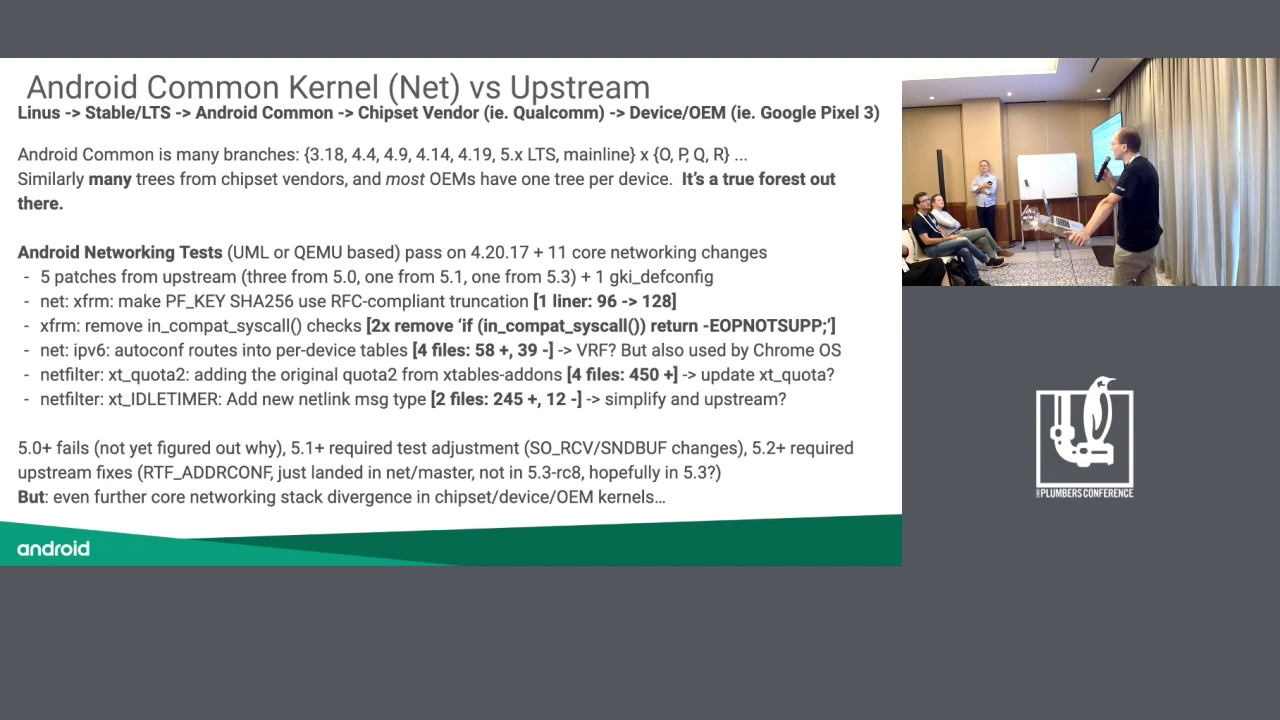 Android Common Kernel (Net) vs Upstream
Linus -> Stable/LTS -> Android Common -> Chipset Vendor (ie. Qualcomm) -> Device/OEM (ie. Google Pixel 3)
Android Common is many branches: {3.18, 4.4, 4.9, 4.14, 4.19, 5.x LTS, mainline} x {O, P, Q, R} ...
Similarly many trees from chipset vendors, and most OEMs have one tree per device. It's a true forest out
there.
Android Networking Tests (UML or QEMU based) pass on 4.20.17 + 11 core networking changes
- 5 patches from upstream (three from 5.0, one from 5.1, one from 5.3) + 1 gki_defconfig
- net: xfrm: make PF_KEY SHA256 use RFC-compliant truncation [1 liner: 96 -> 128]
- xfrm: remove in_compat_syscall() checks [2x remove ‘if (in_compat_syscall()) return -EOPNOTSUPP;’]
- net: ipv6: autoconf routes into per-device tables [4 files: 58 +, 39 -] -> VRF? But also used by Chrome OS
- netfilter: xt_quota2: adding the original quota2 from xtables-addons [4 files: 450 +] -> update xt_quota?
- netfilter: xt_IDLETIMER: Add new netlink msg type [2 files: 245 +, 12 -] -> simplify and upstream?
5.0+ fails (not yet figured out why), 5.1+ required test adjustment (SO_RCV/SNDBUF changes), 5.2+ required
upstream fixes (RTF_ADDRCONF, just landed in net/master, not in 5.3-rc8, hopefully in 5.3?)
But: even further core networking stack divergence in chipset/device/OEM kernels…
android
PLUMBERS CONFERENCE